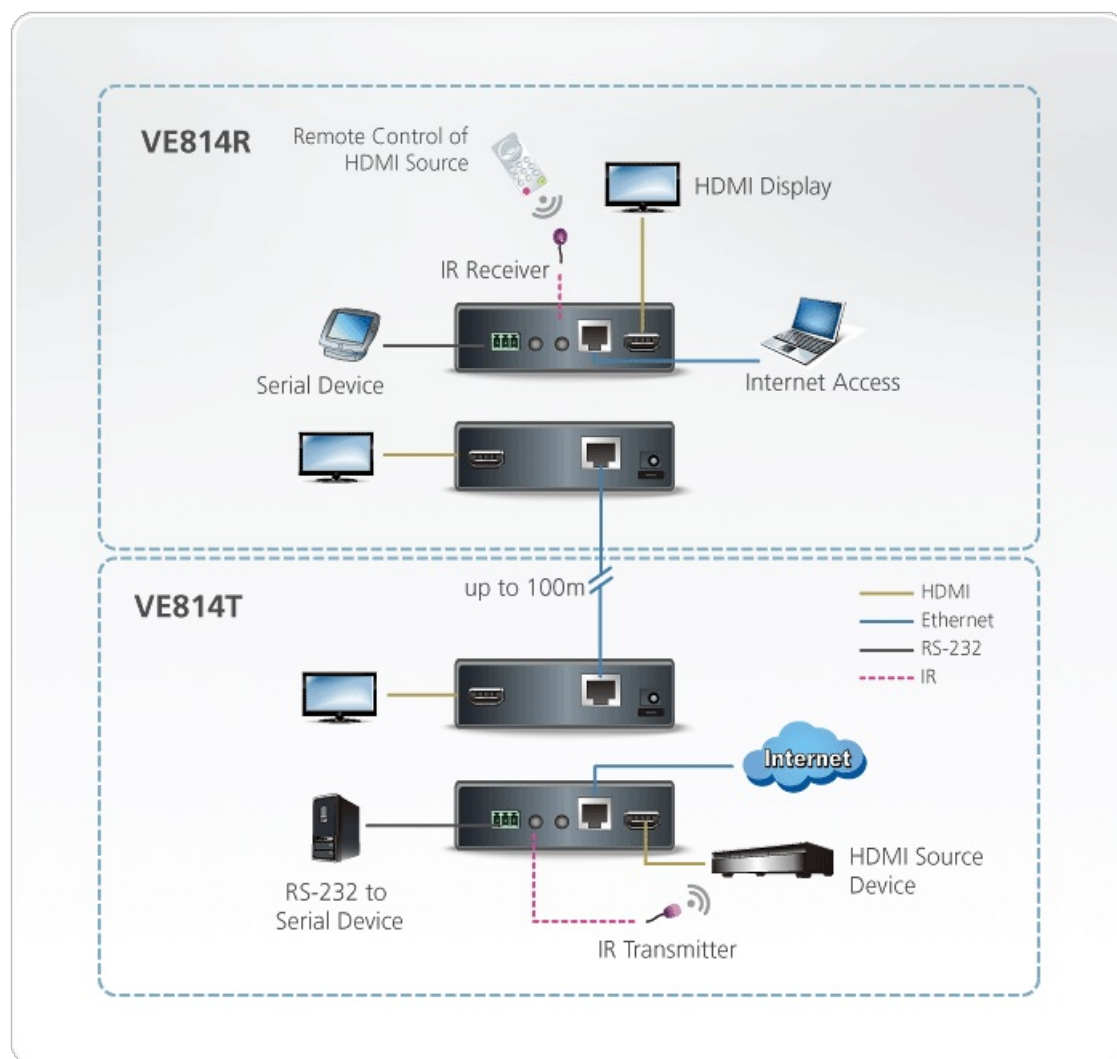 VE814R
Remote Control of
HDMI Source
HDMI Display
IR Receiver
Serial Device
Internet Access
up to 100m
VE814T
HDMI
Ethernet
RS-232
IR
Internet
RS-232 to
Serial Device
HDMI Source
Device
IR Transmitter